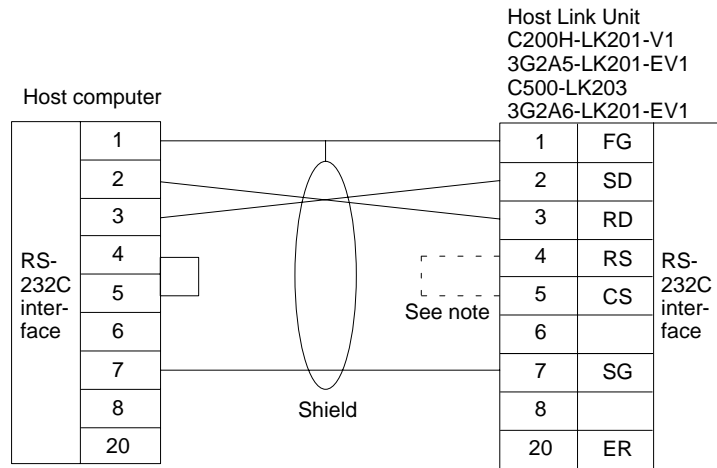 Host Link Unit
C200H-LK201-V1
3G2A5-LK201-EV1
C500-LK203
3G2A6-LK201-EV1
Host computer
RS-
232C
inter-
face
1
2
3
4
5
6
7
8
20
Shield
See note
1 FG
2 SD
3 RD
4 RS
5 CS
6
7 SG
8
20 ER
RS-
232C
inter-
face